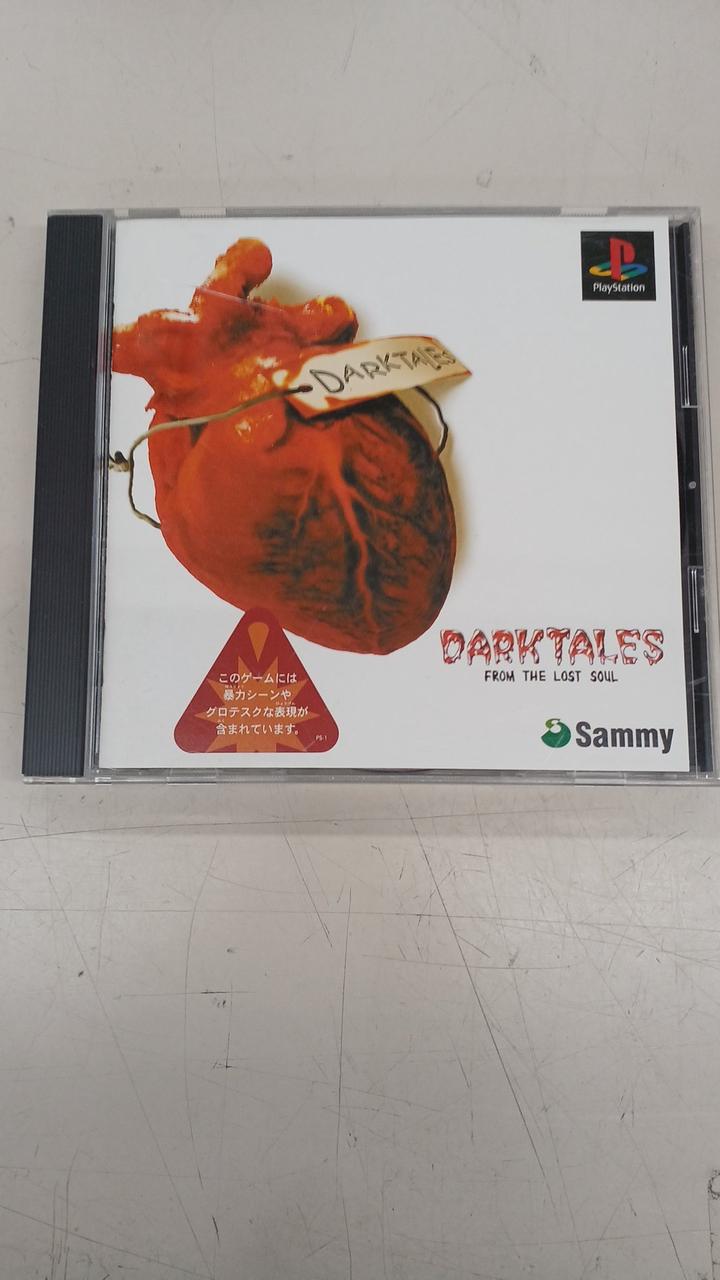 PlayStation
DARKTALES
DARKTALES
FROM THE LOST SOUL
このゲームには
暴力シーンや
グロテスクな表現が
含まれています。
PS-1
Sammy